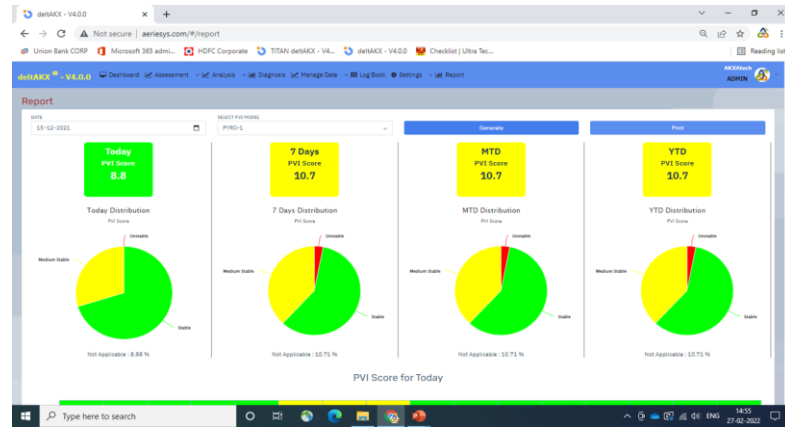 deltAKX - V4.0.0
Not secure | aeriesys.com/#/report
Union Bank CORP
Microsoft 365 admi...
HDFC Corporate
TITAN deltAKX - V4...
deltAKX - V4.0.0
Checklist | Ultra Tec...
Reading list
deltAKX ® - V4.0.0
Dashboard
Assessment
Analysis
Diagnosis
Manage Data
Log Book
Settings
Report
AKXAtech
ADMIN
Report
DATE
SELECT PVI MODEL
15-12-2021
PYRO-1
Generate
Print
Today
PVI Score
8.8
7 Days
PVI Score
10.7
MTD
PVI Score
10.7
YTD
PVI Score
10.7
Today Distribution
PVI Score
7 Days Distribution
PVI Score
MTD Distribution
PVI Score
YTD Distribution
PVI Score
Unstable
Medium Stable
Stable
Unstable
Medium Stable
Stable
Unstable
Medium Stable
Stable
Unstable
Medium Stable
Stable
Not Applicable : 8.88 %
Not Applicable : 10.71 %
Not Applicable : 10.71 %
Not Applicable : 10.71 %
PVI Score for Today
Type here to search
ENG
14:55
27-02-2022